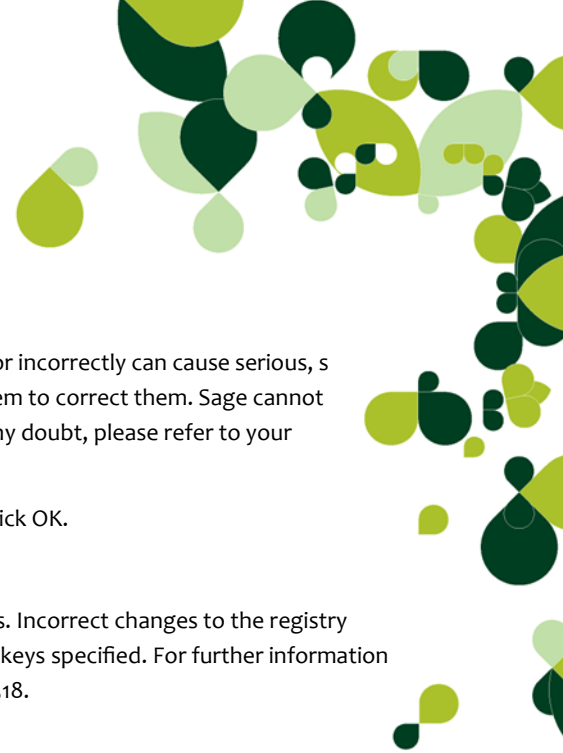 or incorrectly can cause serious, s
em to correct them. Sage cannot
ny doubt, please refer to your
ick OK.
s. Incorrect changes to the registry
keys specified. For further information
18.